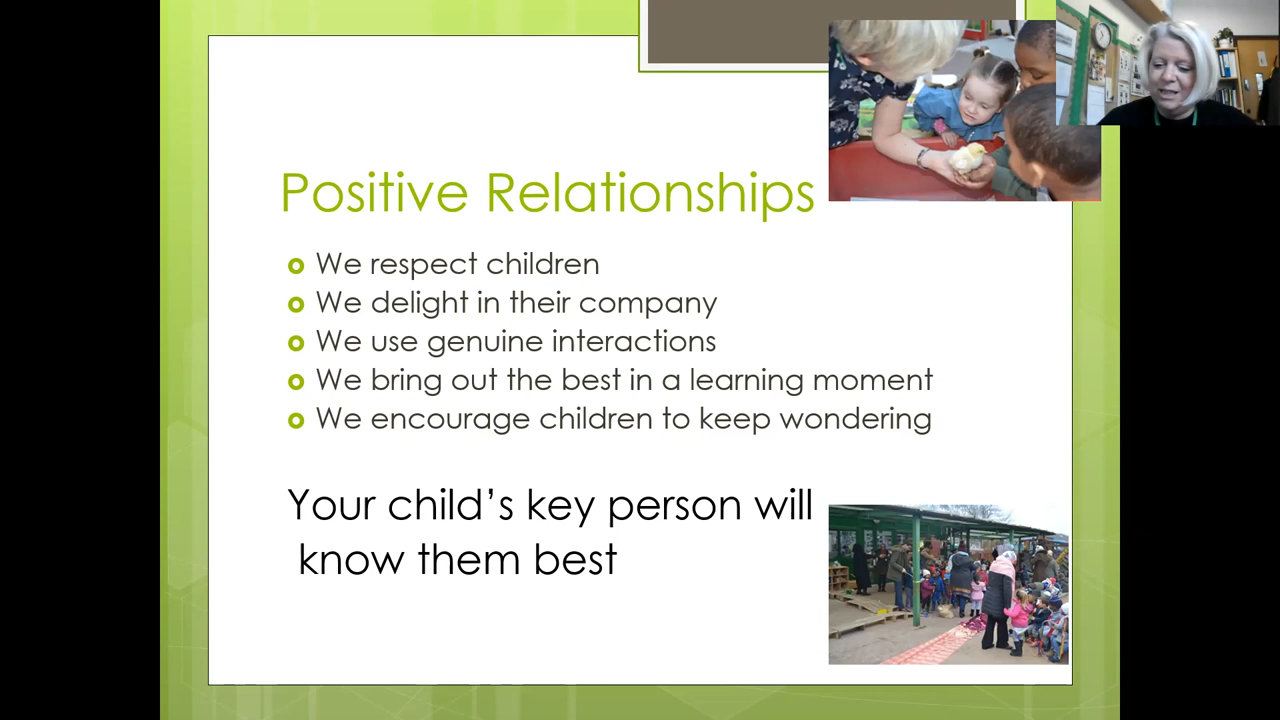 Positive Relationships
We respect children
We delight in their company
We use genuine interactions
We bring out the best in a learning moment
We encourage children to keep wondering
Your child’s key person will
know them best